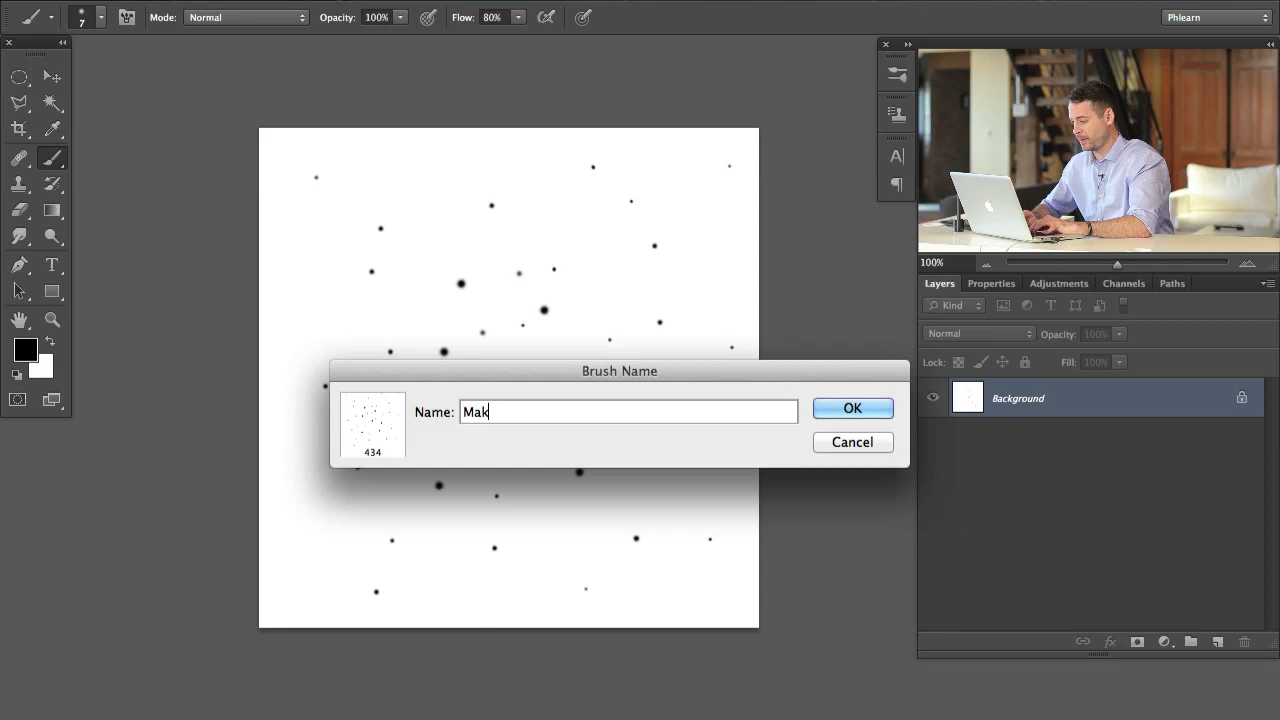 7
Mode: Normal
Opacity: 100%
Flow: 80%
Phlearn
100%
Layers Properties Adjustments Channels Paths
Kind
Normal
Opacity: 100%
Lock:
Fill: 100%
Background
Brush Name
Name: Mak
OK
Cancel
434